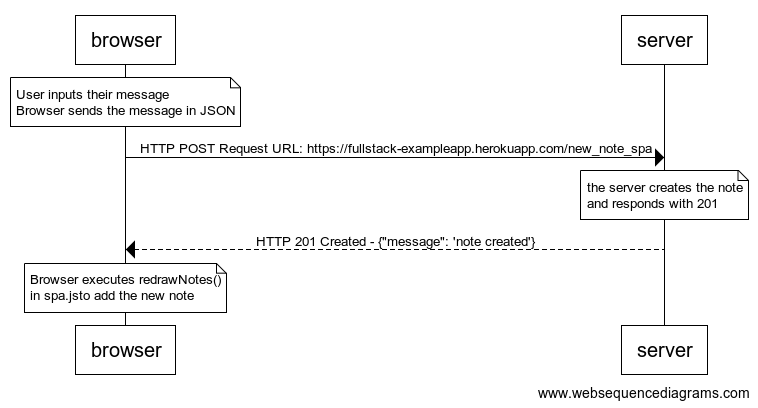 browser
server
User inputs their message
Browser sends the message in JSON
HTTP POST Request URL: https://fullstack-exampleapp.herokuapp.com/new_note_spa
the server creates the note
and responds with 201
HTTP 201 Created - {"message": 'note created'}
Browser executes redrawNotes()
in spa.jsto add the new note
browser
server
www.websequencediagrams.com